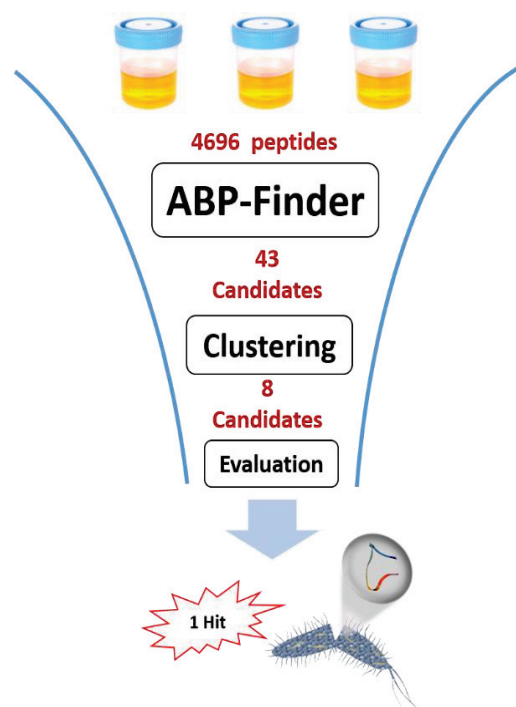 4696 peptides
ABP-Finder
43
Candidates
Clustering
8
Candidates
Evaluation
1 Hit